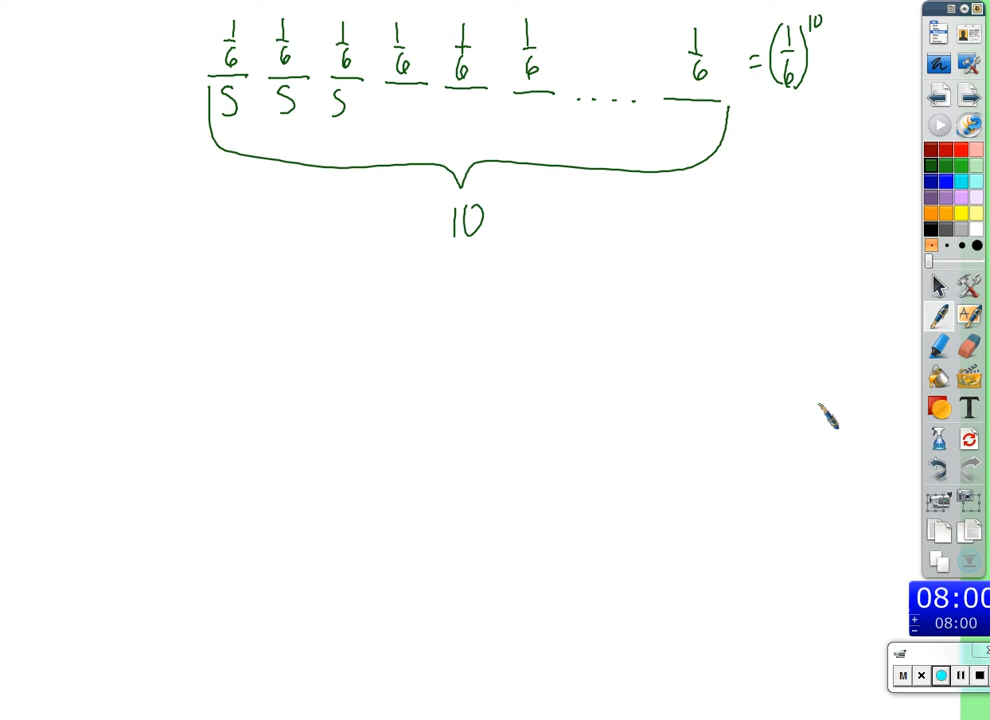 1/6 1/6 1/6 1/6 1/6 1/6 1/6 = (1/6)^10
S S S ....
10
A
T
08:00
+ 08:00
-
M